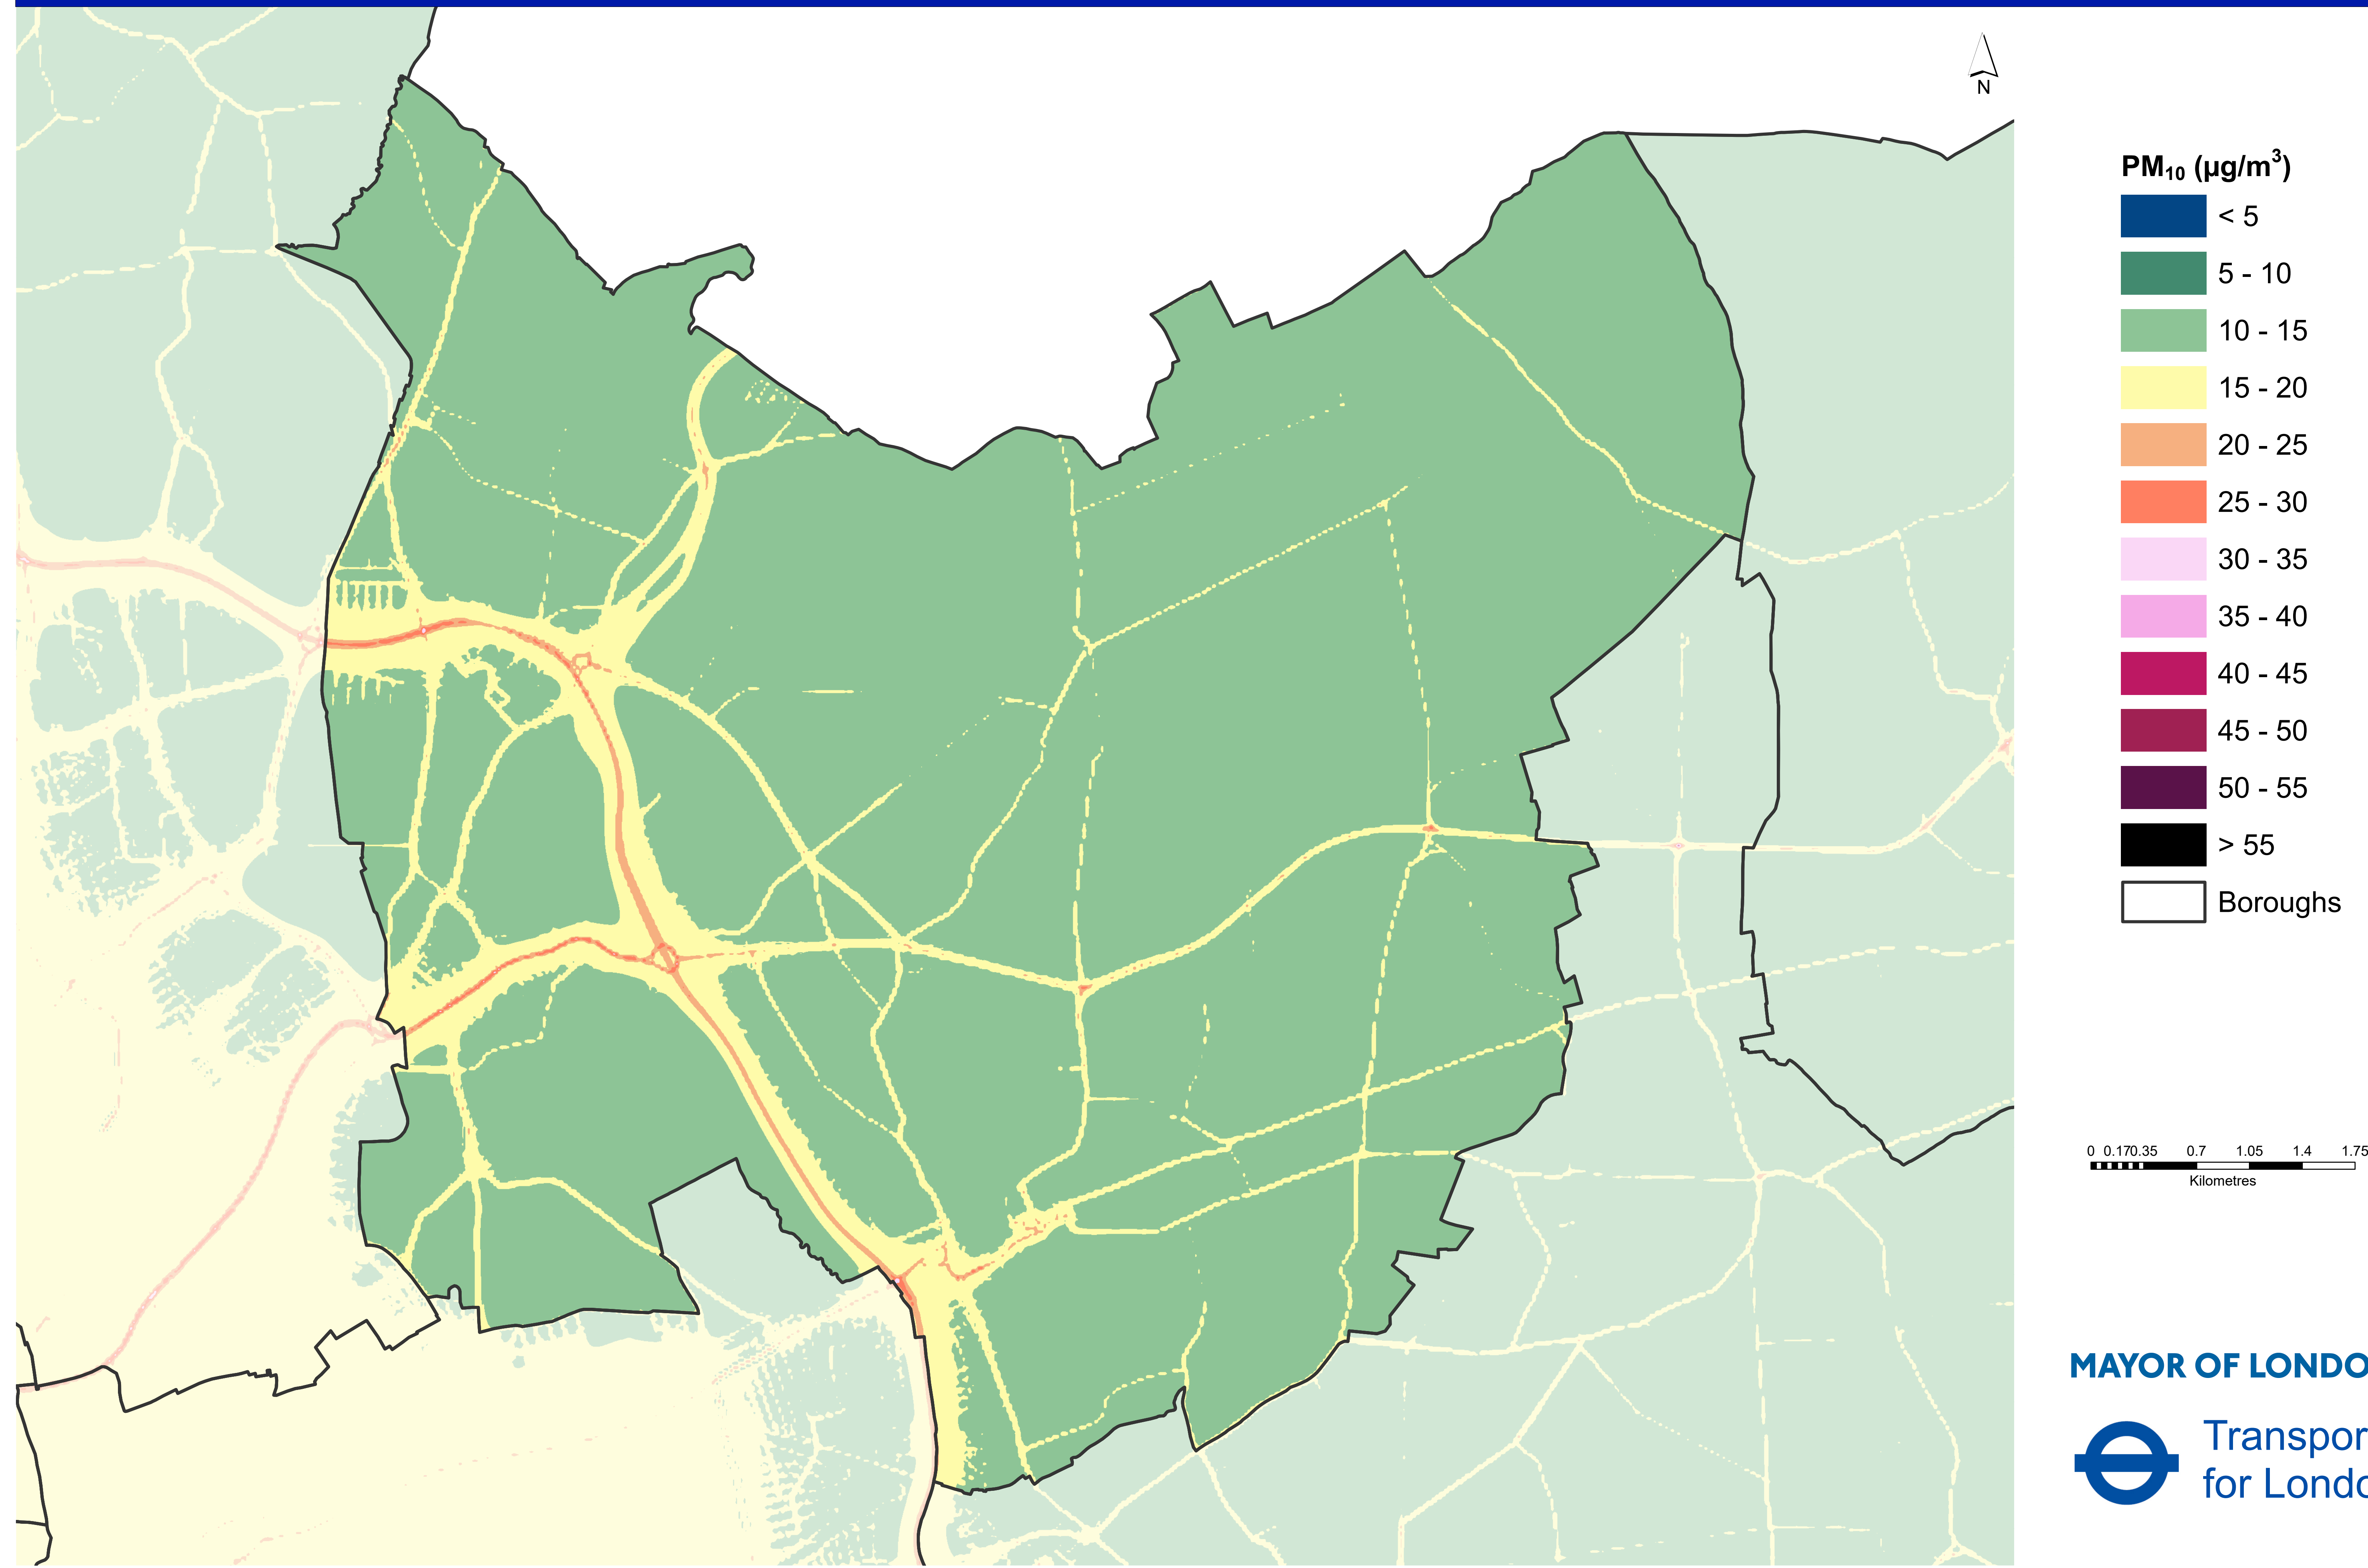 N
PM₁₀ (µg/m³)
< 5
5 - 10
10 - 15
15 - 20
20 - 25
25 - 30
30 - 35
35 - 40
40 - 45
45 - 50
50 - 55
> 55
Boroughs
0 0.170.35 0.7 1.05 1.4 1.75
Kilometres
MAYOR OF LONDO
Transpor
for Londo